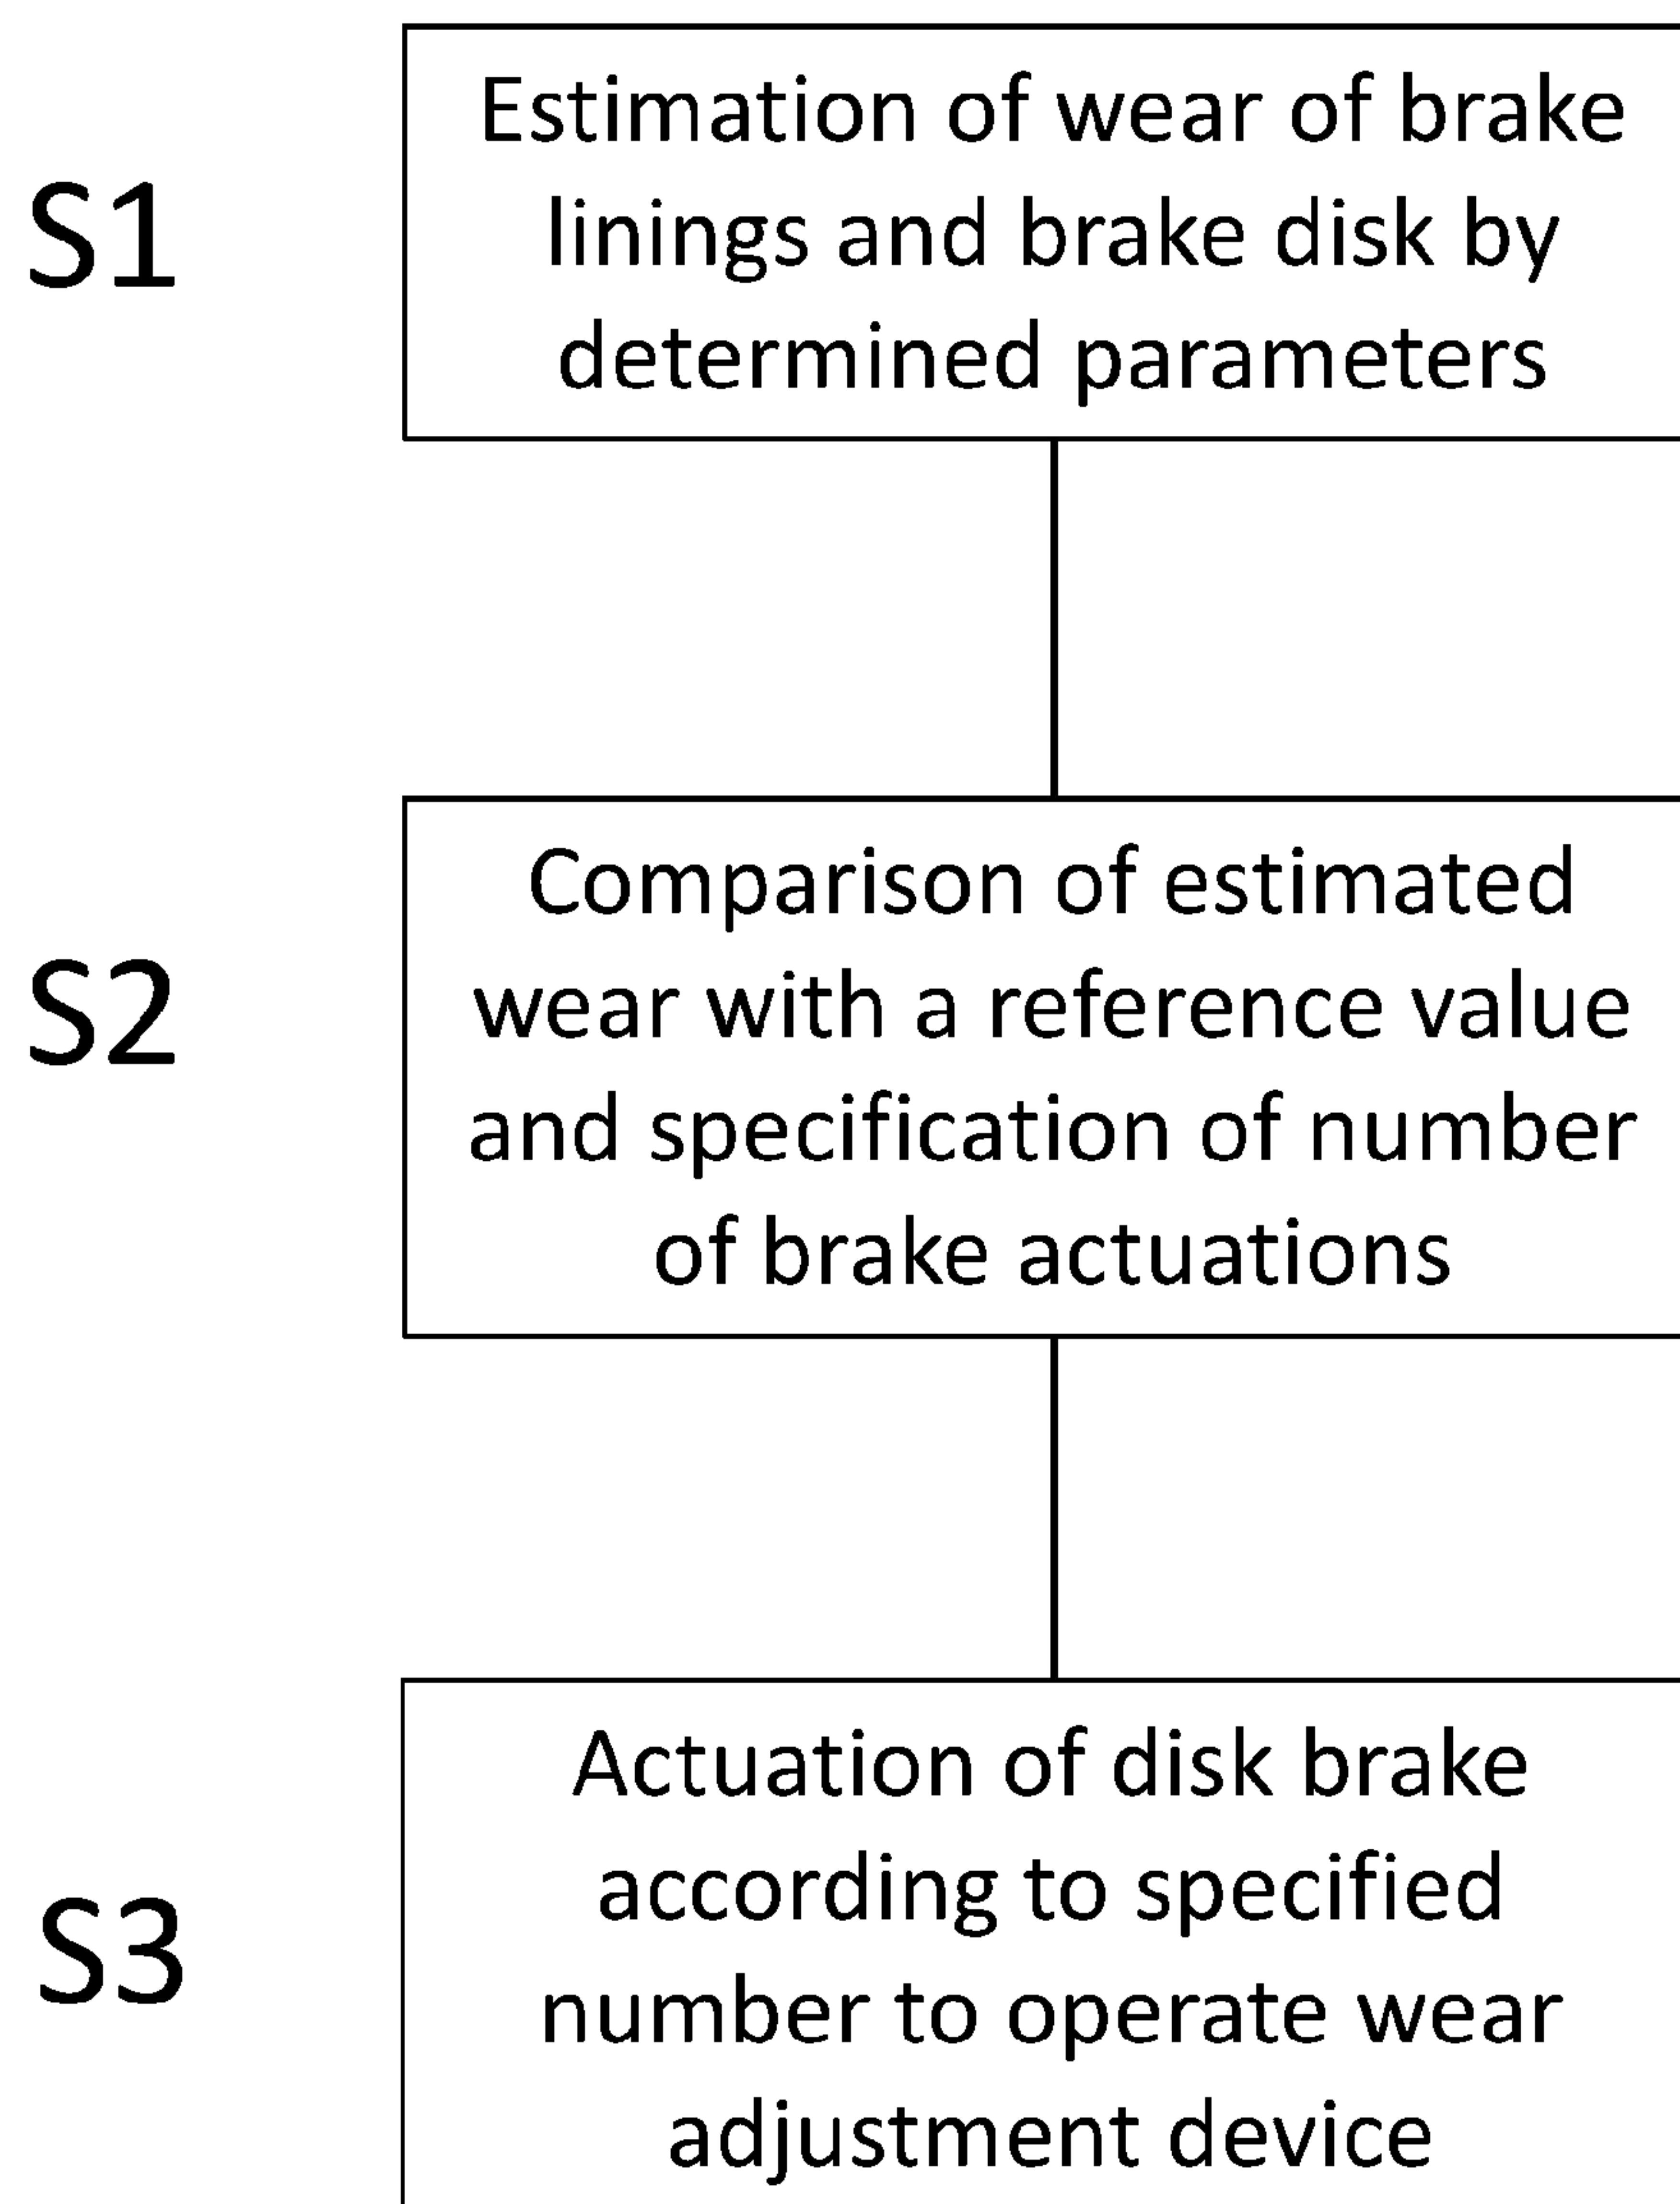 S1
Estimation of wear of brake
linings and brake disk by
determined parameters
S2
Comparison of estimated
wear with a reference value
and specification of number
of brake actuations
S3
Actuation of disk brake
according to specified
number to operate wear
adjustment device